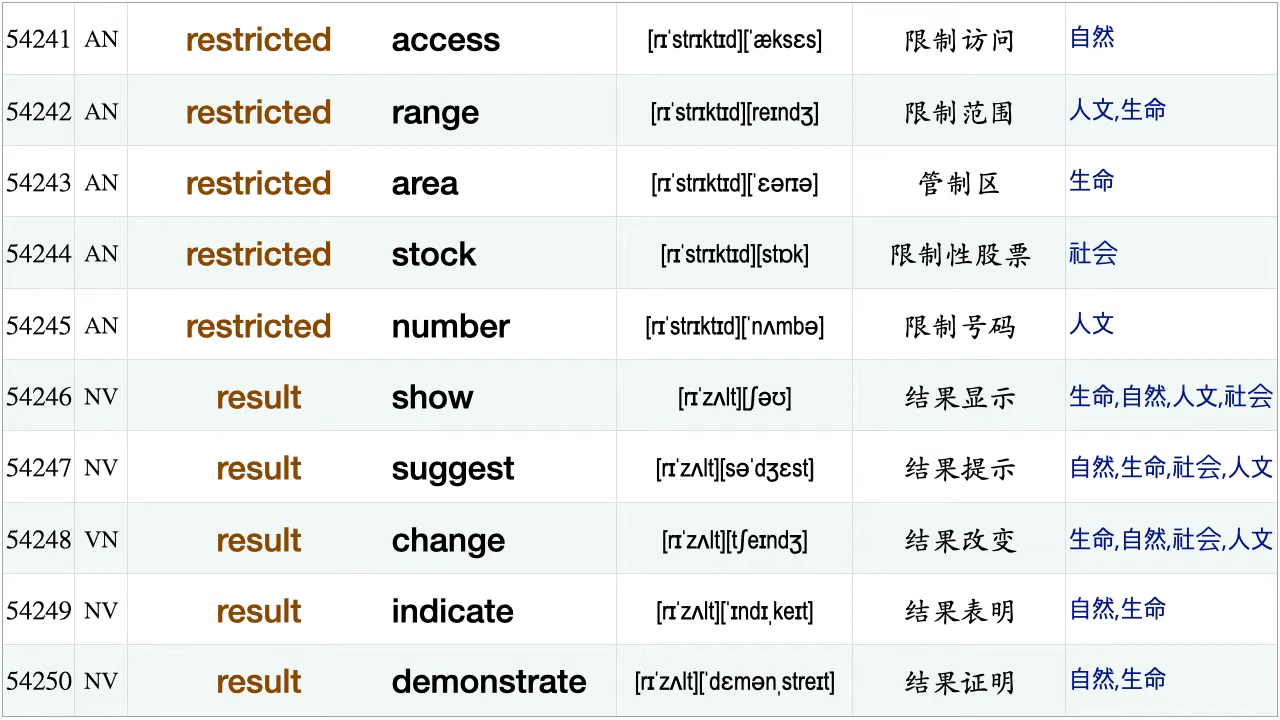 54241 AN restricted access [rɪˈstrɪktɪd][ˈæksɛs] 限制访问 自然
54242 AN restricted range [rɪˈstrɪktɪd][reɪndʒ] 限制范围 人文,生命
54243 AN restricted area [rɪˈstrɪktɪd][ˈɛərɪə] 管制区 生命
54244 AN restricted stock [rɪˈstrɪktɪd][stɒk] 限制性股票 社会
54245 AN restricted number [rɪˈstrɪktɪd][ˈnʌmbə] 限制号码 人文
54246 NV result show [rɪˈzʌlt][ʃəʊ] 结果显示 生命,自然,人文,社会
54247 NV result suggest [rɪˈzʌlt][səˈdʒɛst] 结果提示 自然,生命,社会,人文
54248 VN result change [rɪˈzʌlt][tʃeɪndʒ] 结果改变 生命,自然,社会,人文
54249 NV result indicate [rɪˈzʌlt][ˈɪndɪˌkeɪt] 结果表明 自然,生命
54250 NV result demonstrate [rɪˈzʌlt][ˈdɛmənˌstreɪt] 结果证明 自然,生命